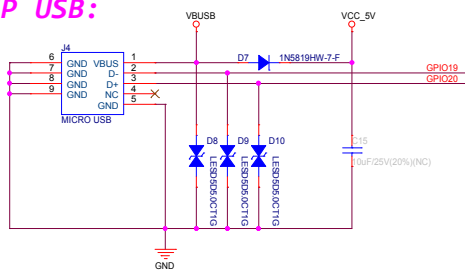 P USB:
VBUSB
VCC_5V
J4
D7
1N5819HW-7-F
6 GND VBUS 1
7 GND D- 2
8 GND D+ 3
9 GND NC 4
GND 5
MICRO USB
GPIO19
GPIO20
D8
D9
D10
LESD5D5.0CT1G
LESD5D5.0CT1G
LESD5D5.0CT1G
C15
10uF/25V(20%)(NC)
GND